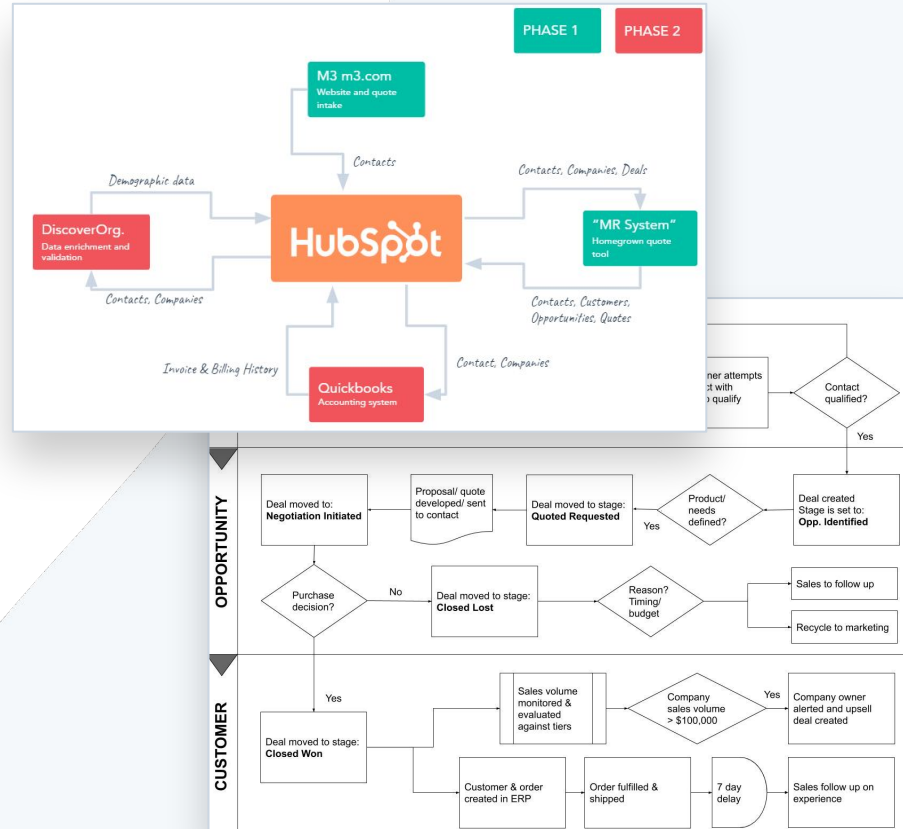 PHASE 1
PHASE 2
M3 m3.com
Website and quote
intake
Contacts
Demographic data
Contacts, Companies, Deals
DiscoverOrg.
Data enrichment and
validation
HubSpot
"MR System"
Homegrown quote
tool
Contacts, Companies
Contacts, Customers,
Opportunities, Quotes
Invoice & Billing History
Contact, Companies
Quickbooks
Accounting system
attempts
with
qualify
Contact
qualified?
Yes
OPPORTUNITY
Deal moved to:
Negotiation Initiated
Proposal/ quote
developed/ sent
to contact
Deal moved to stage:
Quoted Requested
Yes
Product/
needs
defined?
Deal created
Stage is set to:
Opp. Identified
Purchase
decision?
No
Deal moved to stage:
Closed Lost
Reason?
Timing/
budget
Sales to follow up
Recycle to marketing
CUSTOMER
Yes
Deal moved to stage:
Closed Won
Sales volume
monitored &
evaluated
against tiers
Company
sales volume
> $100,000
Yes
Company owner
alerted and upsell
deal created
Customer & order
created in ERP
Order fulfilled &
shipped
7 day
delay
Sales follow up on
experience